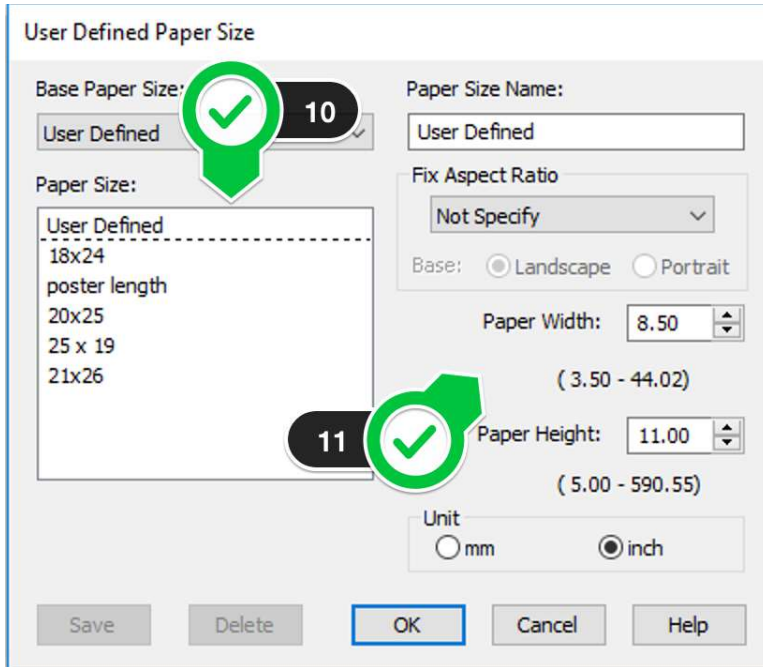 User Defined Paper Size
Base Paper Size:
10
User Defined
Paper Size:
User Defined
18x24
poster length
20x25
25 x 19
21x26
Paper Size Name:
User Defined
Fix Aspect Ratio
Not Specify
Base: Landscape Portrait
Paper Width: 8.50
( 3.50 - 44.02)
11
Paper Height: 11.00
( 5.00 - 590.55)
Unit
mm inch
Save Delete OK Cancel Help